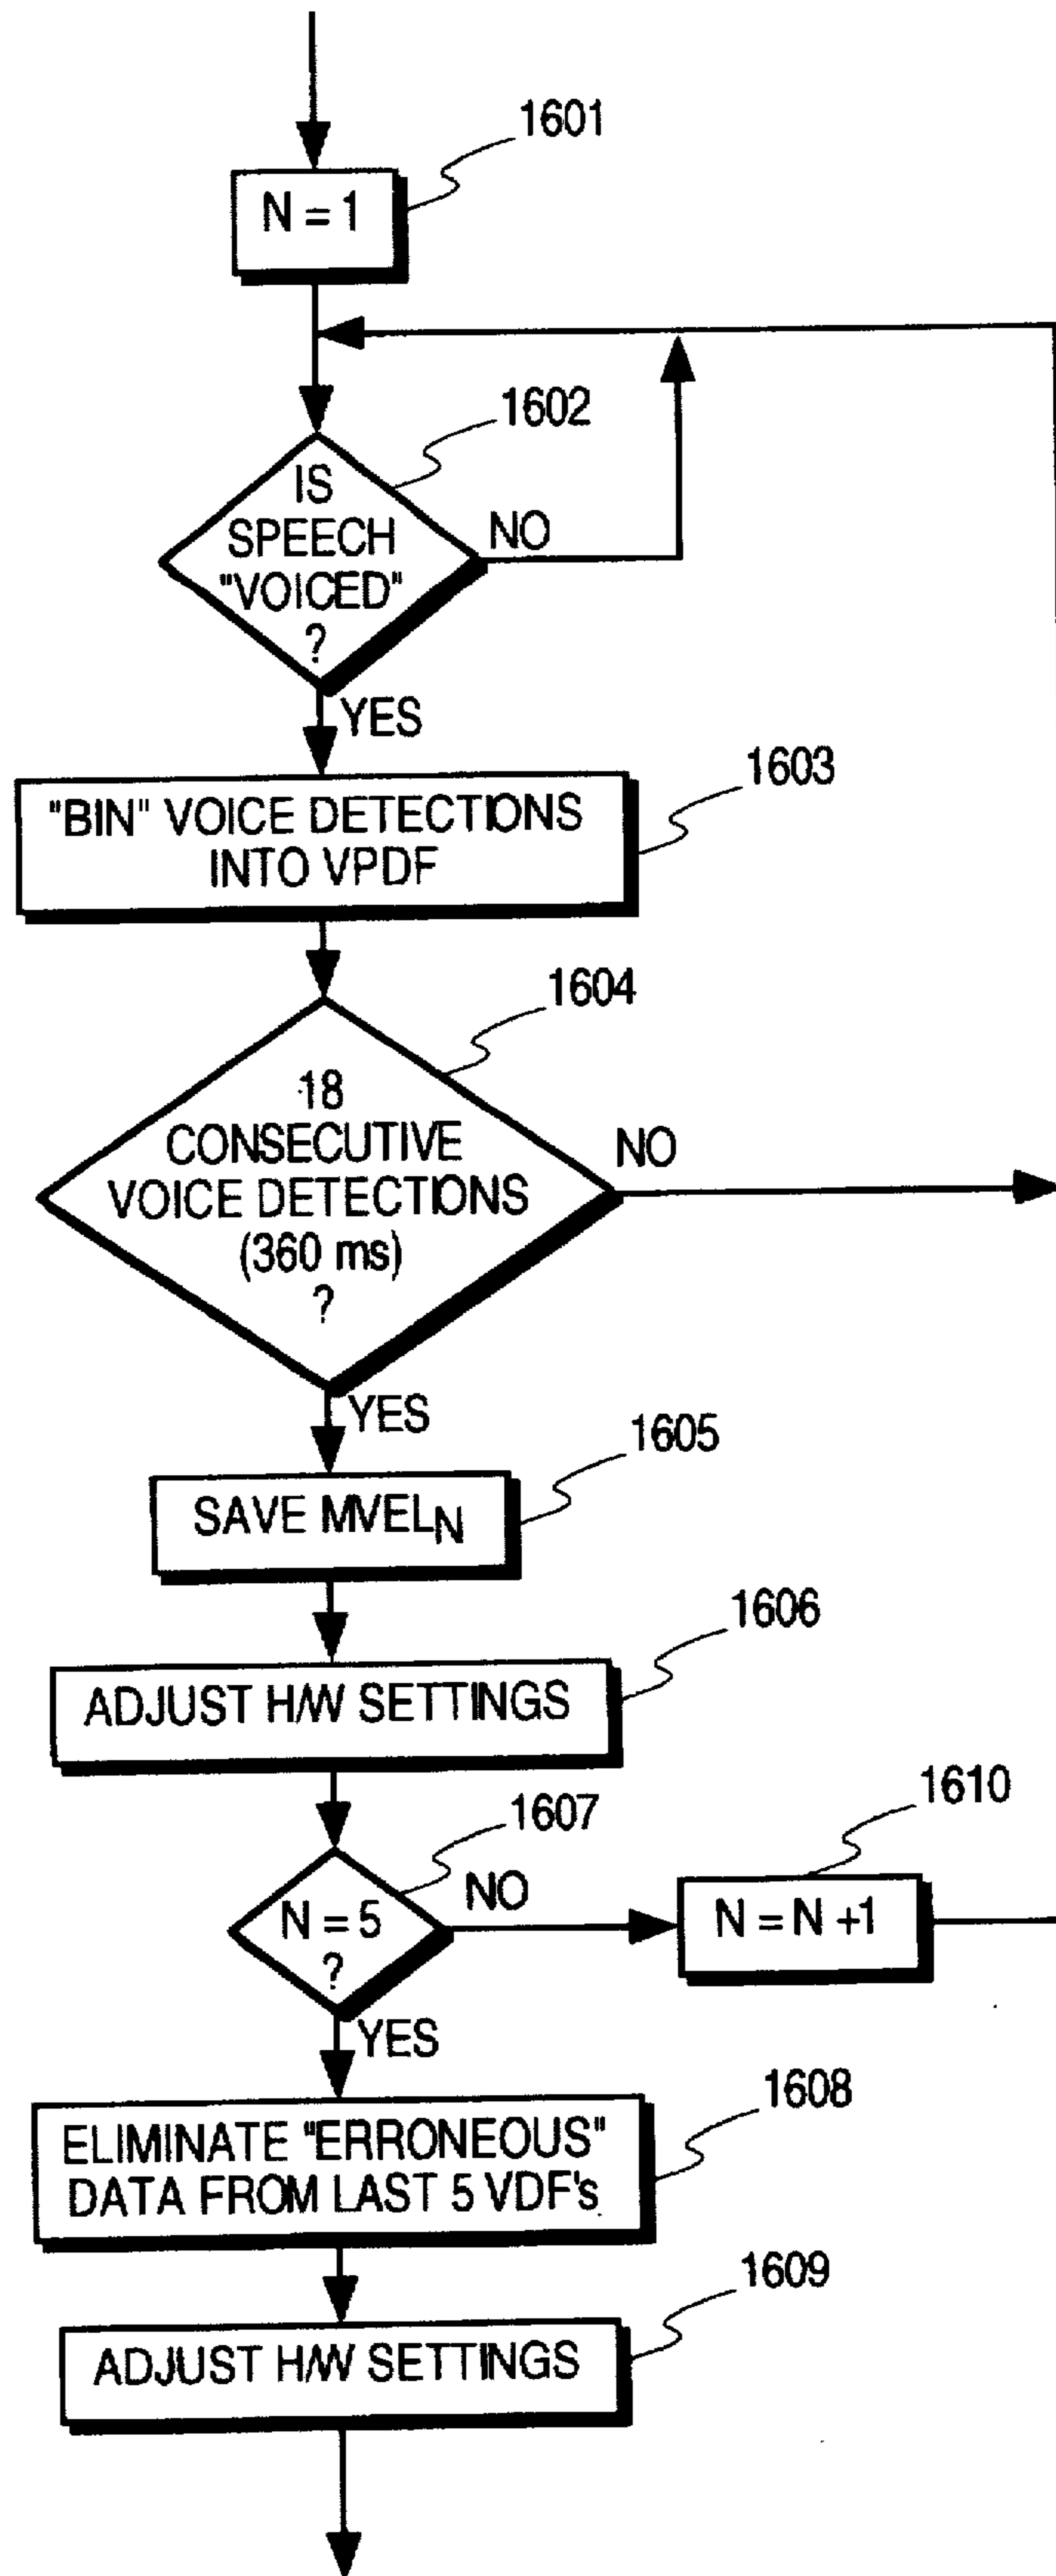 1601
N = 1
1602
IS
SPEECH
"VOICED"
?
NO
YES
1603
"BIN" VOICE DETECTIONS
INTO VPDF
1604
18
CONSECUTIVE
VOICE DETECTIONS
(360 ms)
?
NO
YES
1605
SAVE MVELN
1606
ADJUST H/W SETTINGS
1607
1610
N = 5
?
NO
N = N +1
YES
1608
ELIMINATE "ERRONEOUS"
DATA FROM LAST 5 VDF's
1609
ADJUST H/W SETTINGS